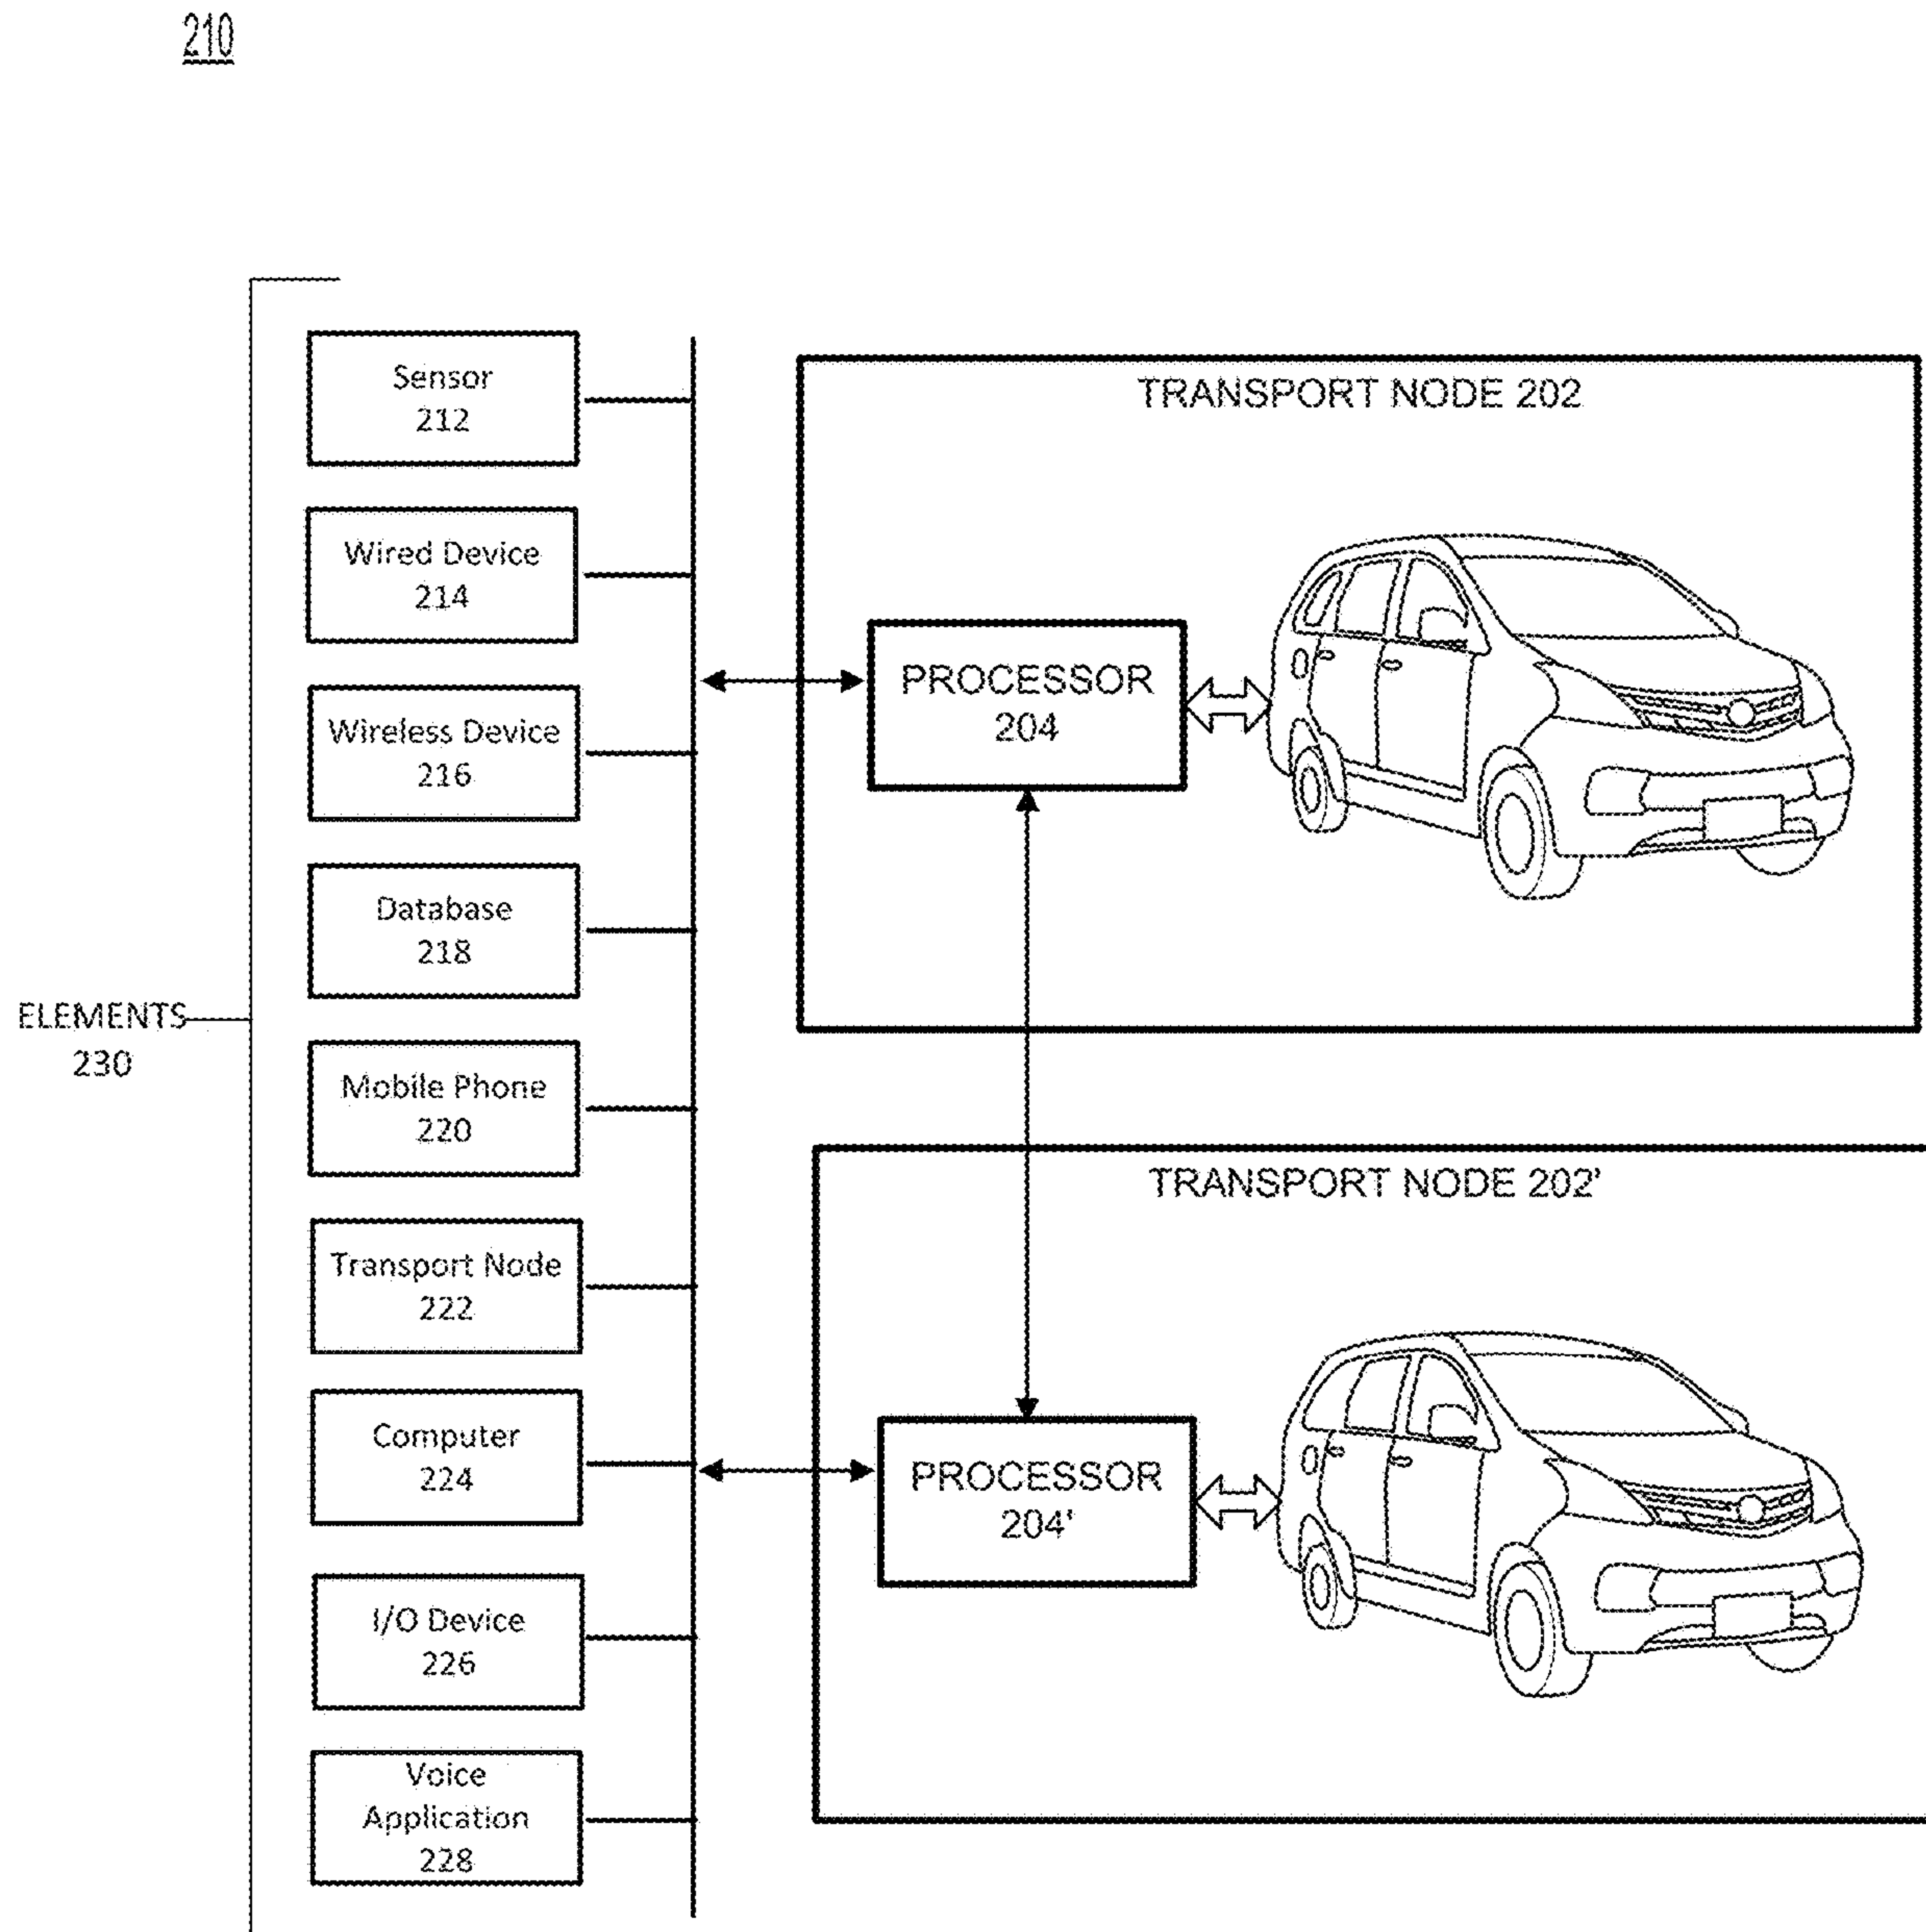 210
Sensor
212
Wired Device
214
Wireless Device
216
Database
218
ELEMENTS
230
Mobile Phone
220
Transport Node
222
Computer
224
I/O Device
226
Voice
Application
228
TRANSPORT NODE 202
PROCESSOR
204
TRANSPORT NODE 202'
PROCESSOR
204'